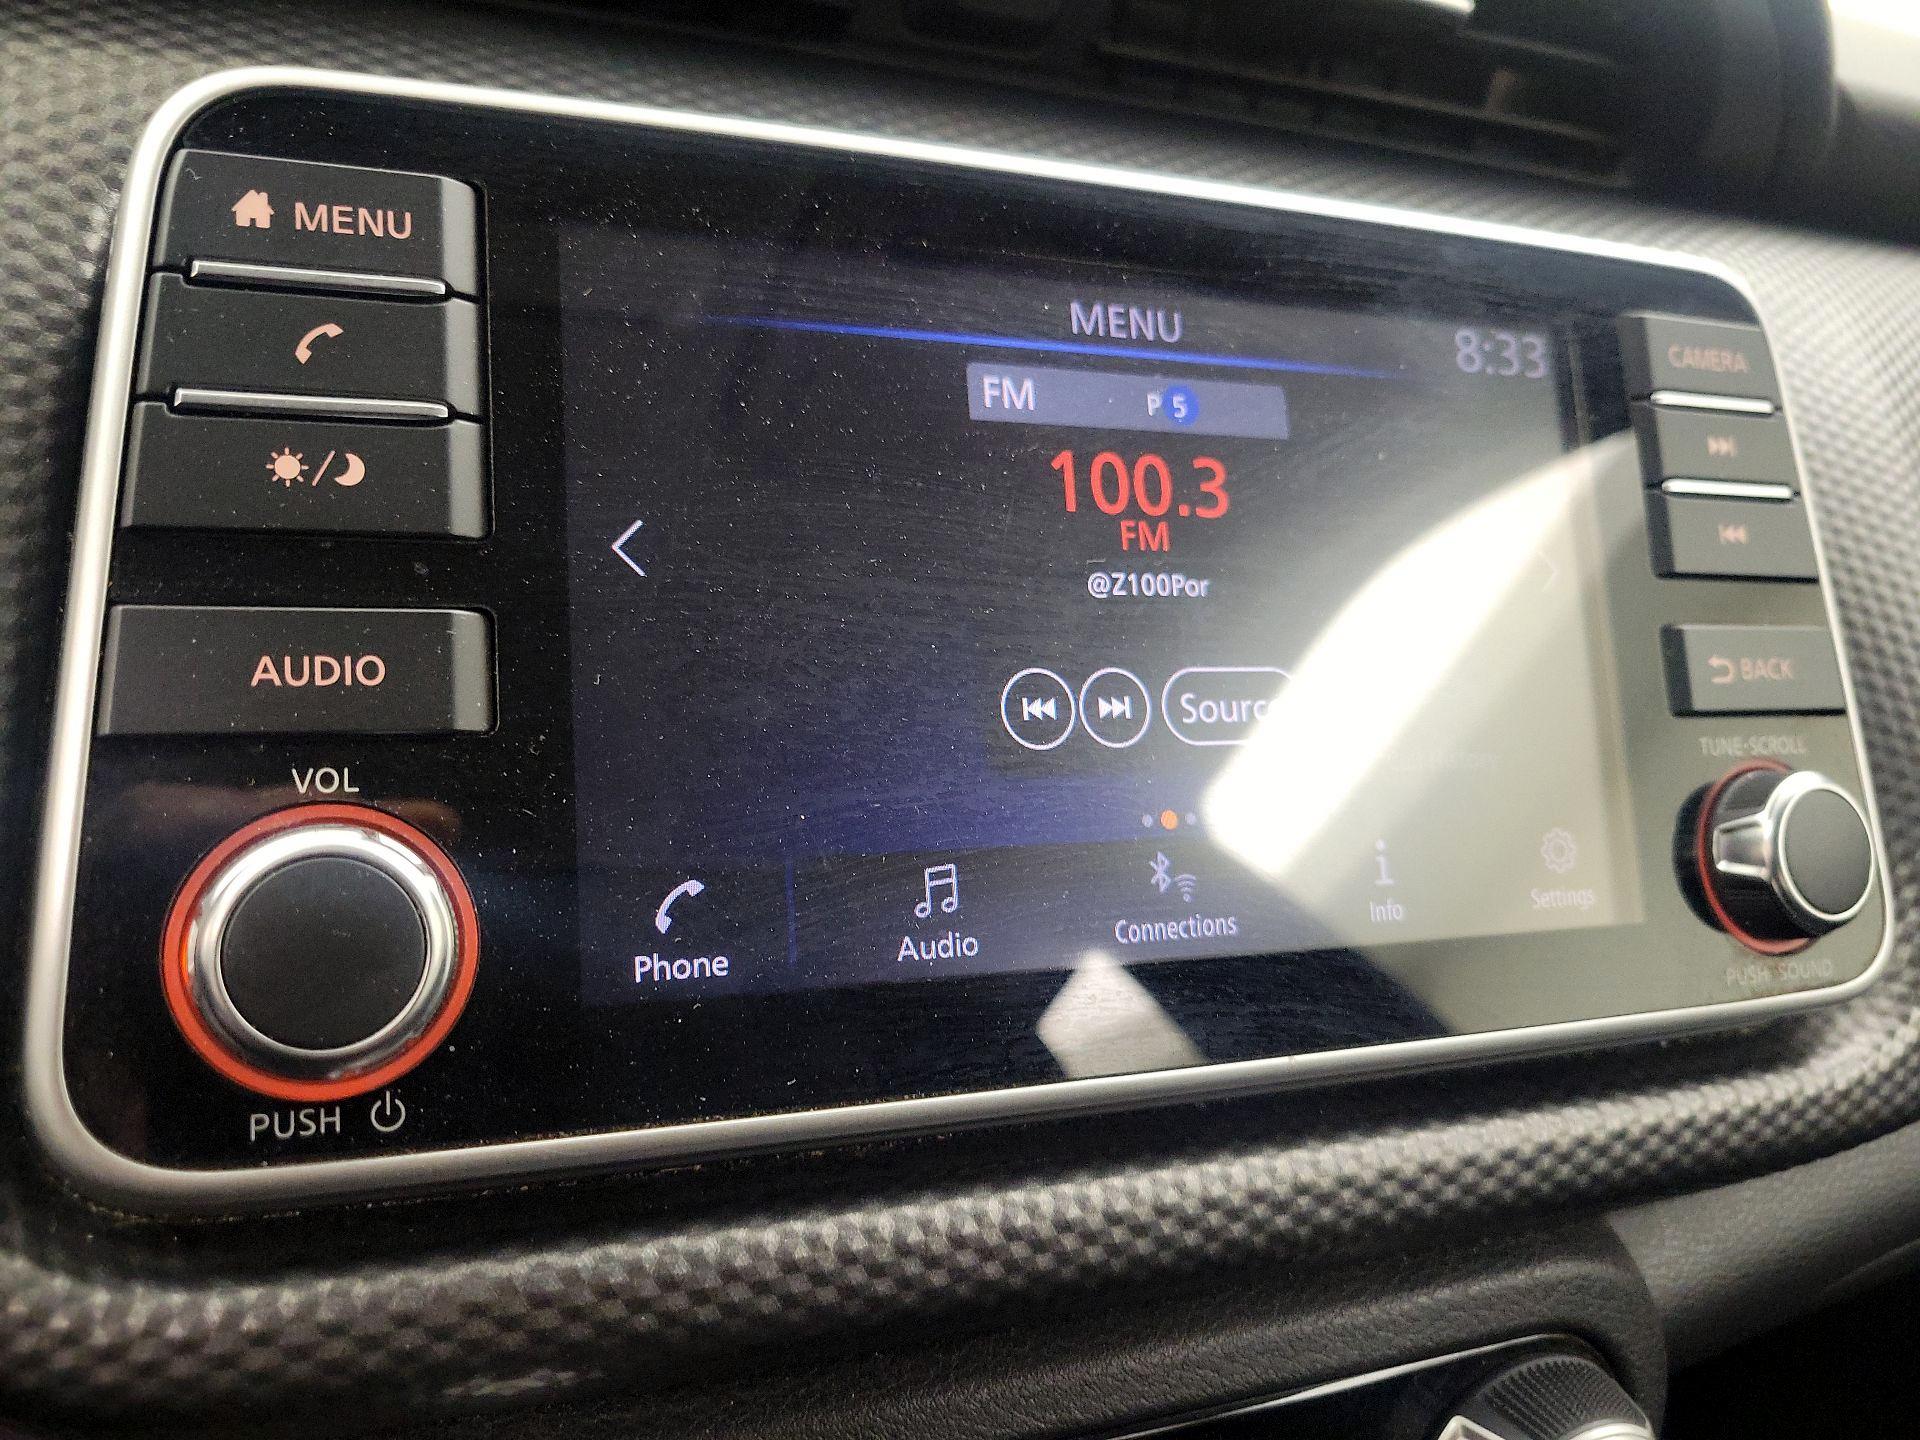 MENU
AUDIO
VOL
PUSH
MENU
8:33
FM P 5
100.3
FM
@Z100Por
Phone
Audio
Connections
Info
Settings
CAMERA
BACK
TUNE·SCROLL
PUSH SOUND